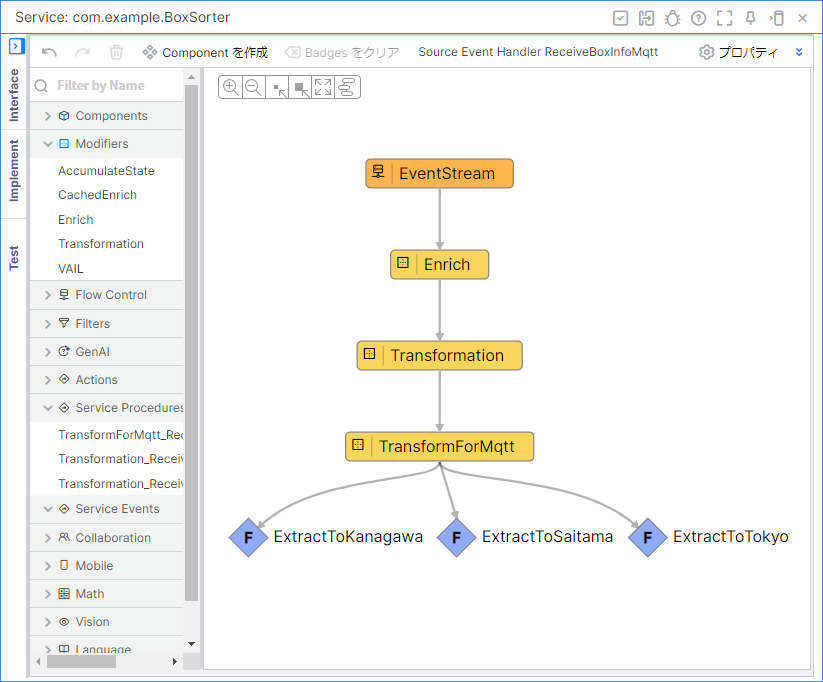 Service: com.example.BoxSorter
Component を作成
Badges をクリア
Source Event Handler ReceiveBoxInfoMqtt
プロパティ
Interface
Implement
Test
Filter by Name
Components
Modifiers
AccumulateState
CachedEnrich
Enrich
Transformation
VAIL
Flow Control
Filters
GenAI
Actions
Service Procedures
TransformForMqtt_Rec
Transformation_Receiv
Transformation_Receiv
Service Events
Collaboration
Mobile
Math
Vision
Language
EventStream
Enrich
Transformation
TransformForMqtt
F ExtractToKanagawa
F ExtractToSaitama
F ExtractToTokyo